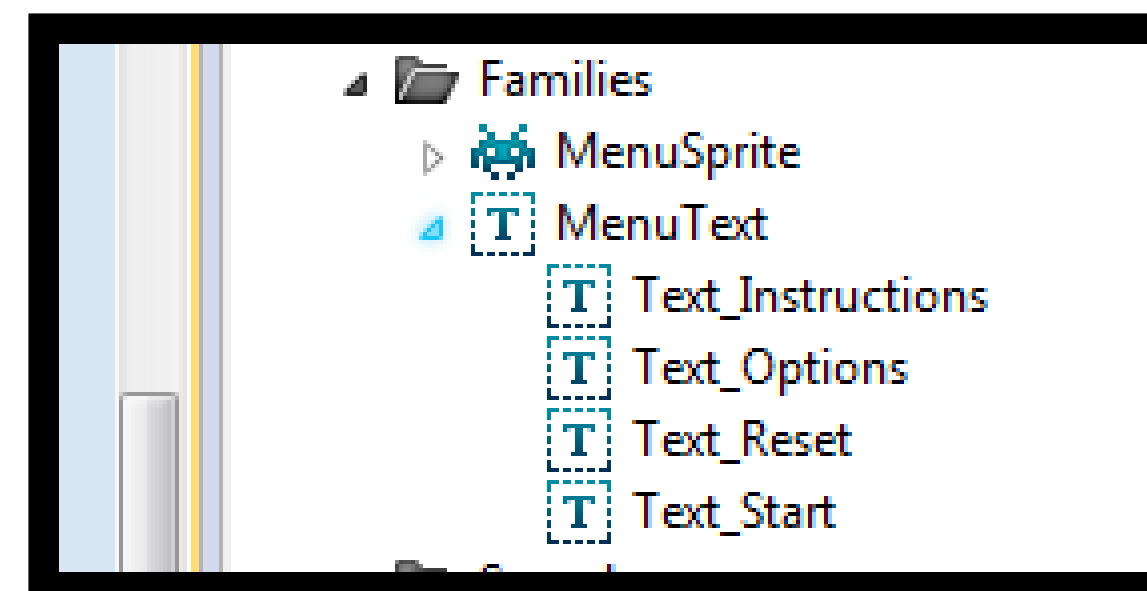 Families
MenuSprite
T MenuText
T Text_Instructions
T Text_Options
T Text_Reset
T Text_Start